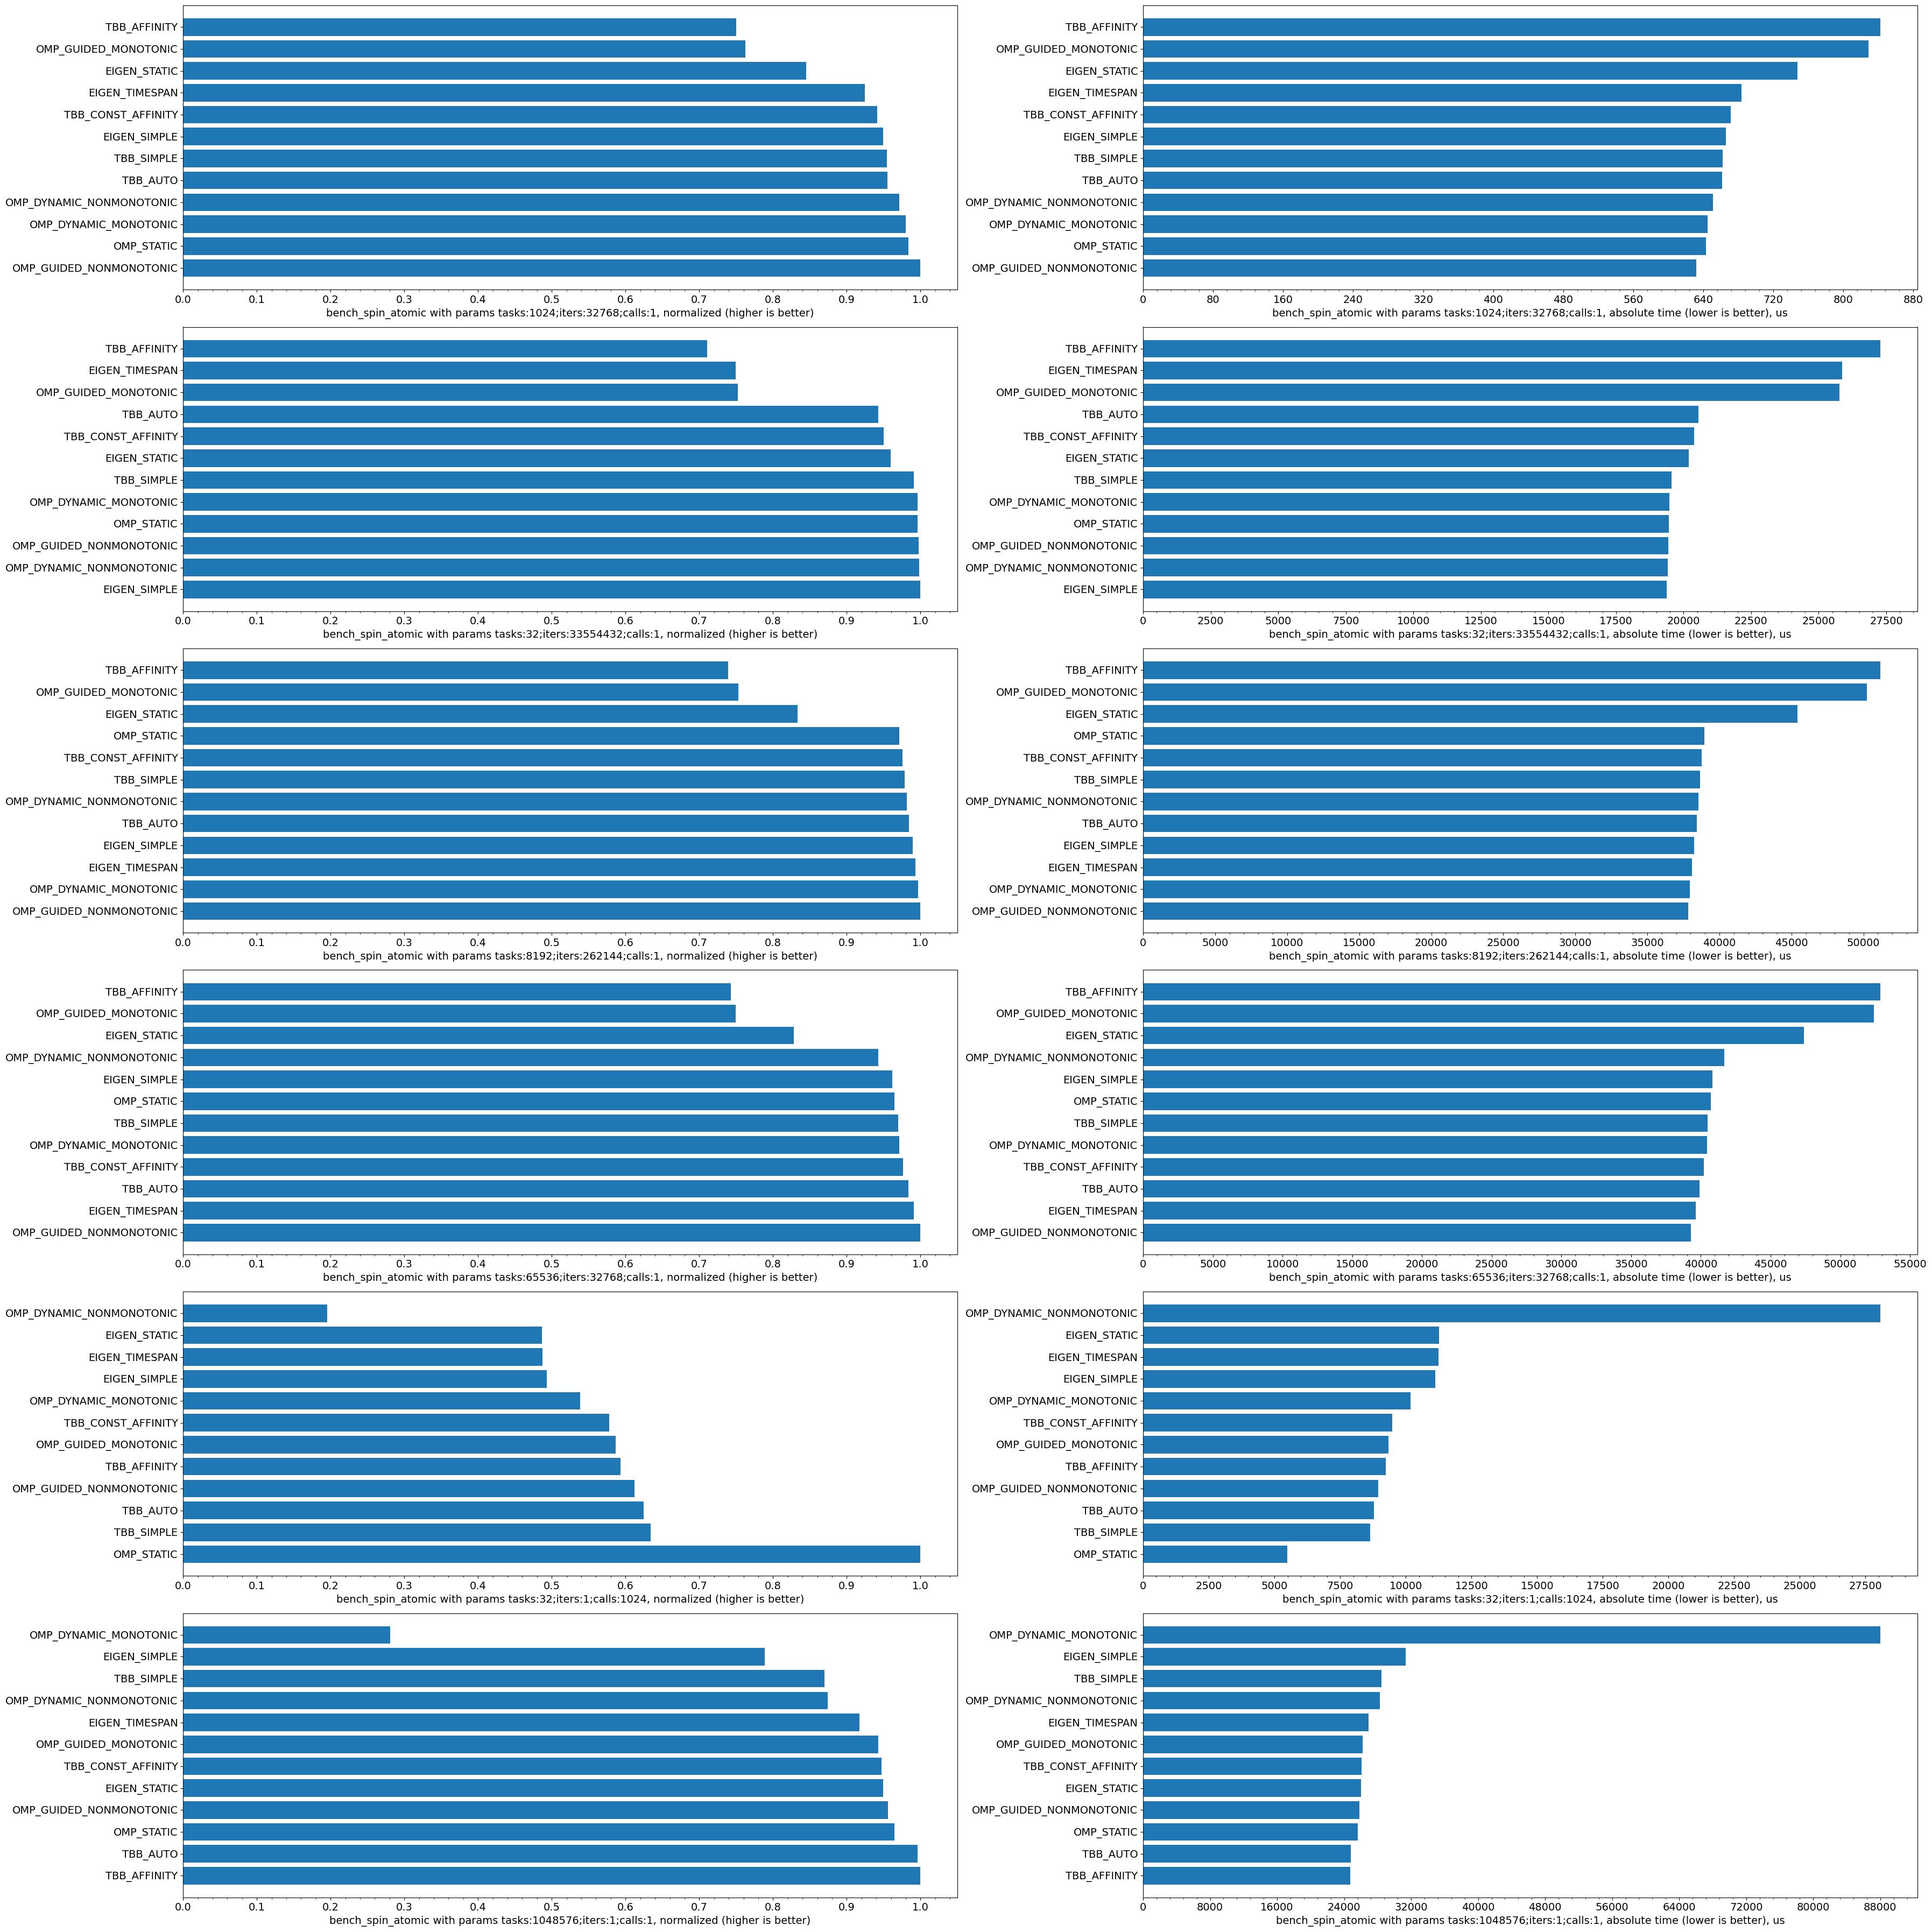 TBB_AFFINITY
OMP_GUIDED_MONOTONIC
EIGEN_STATIC
EIGEN_TIMESPAN
TBB_CONST_AFFINITY
EIGEN_SIMPLE
TBB_SIMPLE
TBB_AUTO
OMP_DYNAMIC_NONMONOTONIC
OMP_DYNAMIC_MONOTONIC
OMP_STATIC
OMP_GUIDED_NONMONOTONIC
0.0 0.1 0.2 0.3 0.4 0.5 0.6 0.7 0.8 0.9 1.0
bench_spin_atomic with params tasks:1024;iters:32768;calls:1, normalized (higher is better)
TBB_AFFINITY
OMP_GUIDED_MONOTONIC
EIGEN_STATIC
EIGEN_TIMESPAN
TBB_CONST_AFFINITY
EIGEN_SIMPLE
TBB_SIMPLE
TBB_AUTO
OMP_DYNAMIC_NONMONOTONIC
OMP_DYNAMIC_MONOTONIC
OMP_STATIC
OMP_GUIDED_NONMONOTONIC
0 80 160 240 320 400 480 560 640 720 800 880
bench_spin_atomic with params tasks:1024;iters:32768;calls:1, absolute time (lower is better), us
TBB_AFFINITY
EIGEN_TIMESPAN
OMP_GUIDED_MONOTONIC
TBB_AUTO
TBB_CONST_AFFINITY
EIGEN_STATIC
TBB_SIMPLE
OMP_DYNAMIC_MONOTONIC
OMP_STATIC
OMP_GUIDED_NONMONOTONIC
OMP_DYNAMIC_NONMONOTONIC
EIGEN_SIMPLE
0.0 0.1 0.2 0.3 0.4 0.5 0.6 0.7 0.8 0.9 1.0
bench_spin_atomic with params tasks:32;iters:33554432;calls:1, normalized (higher is better)
TBB_AFFINITY
EIGEN_TIMESPAN
OMP_GUIDED_MONOTONIC
TBB_AUTO
TBB_CONST_AFFINITY
EIGEN_STATIC
TBB_SIMPLE
OMP_DYNAMIC_MONOTONIC
OMP_STATIC
OMP_GUIDED_NONMONOTONIC
OMP_DYNAMIC_NONMONOTONIC
EIGEN_SIMPLE
0 2500 5000 7500 10000 12500 15000 17500 20000 22500 25000 27500
bench_spin_atomic with params tasks:32;iters:33554432;calls:1, absolute time (lower is better), us
TBB_AFFINITY
OMP_GUIDED_MONOTONIC
EIGEN_STATIC
OMP_STATIC
TBB_CONST_AFFINITY
TBB_SIMPLE
OMP_DYNAMIC_NONMONOTONIC
TBB_AUTO
EIGEN_SIMPLE
EIGEN_TIMESPAN
OMP_DYNAMIC_MONOTONIC
OMP_GUIDED_NONMONOTONIC
0.0 0.1 0.2 0.3 0.4 0.5 0.6 0.7 0.8 0.9 1.0
bench_spin_atomic with params tasks:8192;iters:262144;calls:1, normalized (higher is better)
TBB_AFFINITY
OMP_GUIDED_MONOTONIC
EIGEN_STATIC
OMP_STATIC
TBB_CONST_AFFINITY
TBB_SIMPLE
OMP_DYNAMIC_NONMONOTONIC
TBB_AUTO
EIGEN_SIMPLE
EIGEN_TIMESPAN
OMP_DYNAMIC_MONOTONIC
OMP_GUIDED_NONMONOTONIC
0 5000 10000 15000 20000 25000 30000 35000 40000 45000 50000
bench_spin_atomic with params tasks:8192;iters:262144;calls:1, absolute time (lower is better), us
TBB_AFFINITY
OMP_GUIDED_MONOTONIC
EIGEN_STATIC
OMP_DYNAMIC_NONMONOTONIC
EIGEN_SIMPLE
OMP_STATIC
TBB_SIMPLE
OMP_DYNAMIC_MONOTONIC
TBB_CONST_AFFINITY
TBB_AUTO
EIGEN_TIMESPAN
OMP_GUIDED_NONMONOTONIC
0.0 0.1 0.2 0.3 0.4 0.5 0.6 0.7 0.8 0.9 1.0
bench_spin_atomic with params tasks:65536;iters:32768;calls:1, normalized (higher is better)
TBB_AFFINITY
OMP_GUIDED_MONOTONIC
EIGEN_STATIC
OMP_DYNAMIC_NONMONOTONIC
EIGEN_SIMPLE
OMP_STATIC
TBB_SIMPLE
OMP_DYNAMIC_MONOTONIC
TBB_CONST_AFFINITY
TBB_AUTO
EIGEN_TIMESPAN
OMP_GUIDED_NONMONOTONIC
0 5000 10000 15000 20000 25000 30000 35000 40000 45000 50000 55000
bench_spin_atomic with params tasks:65536;iters:32768;calls:1, absolute time (lower is better), us
OMP_DYNAMIC_NONMONOTONIC
EIGEN_STATIC
EIGEN_TIMESPAN
EIGEN_SIMPLE
OMP_DYNAMIC_MONOTONIC
TBB_CONST_AFFINITY
OMP_GUIDED_MONOTONIC
TBB_AFFINITY
OMP_GUIDED_NONMONOTONIC
TBB_AUTO
TBB_SIMPLE
OMP_STATIC
0.0 0.1 0.2 0.3 0.4 0.5 0.6 0.7 0.8 0.9 1.0
bench_spin_atomic with params tasks:32;iters:1;calls:1024, normalized (higher is better)
OMP_DYNAMIC_NONMONOTONIC
EIGEN_STATIC
EIGEN_TIMESPAN
EIGEN_SIMPLE
OMP_DYNAMIC_MONOTONIC
TBB_CONST_AFFINITY
OMP_GUIDED_MONOTONIC
TBB_AFFINITY
OMP_GUIDED_NONMONOTONIC
TBB_AUTO
TBB_SIMPLE
OMP_STATIC
0 2500 5000 7500 10000 12500 15000 17500 20000 22500 25000 27500
bench_spin_atomic with params tasks:32;iters:1;calls:1024, absolute time (lower is better), us
OMP_DYNAMIC_MONOTONIC
EIGEN_SIMPLE
TBB_SIMPLE
OMP_DYNAMIC_NONMONOTONIC
EIGEN_TIMESPAN
OMP_GUIDED_MONOTONIC
TBB_CONST_AFFINITY
EIGEN_STATIC
OMP_GUIDED_NONMONOTONIC
OMP_STATIC
TBB_AUTO
TBB_AFFINITY
0.0 0.1 0.2 0.3 0.4 0.5 0.6 0.7 0.8 0.9 1.0
bench_spin_atomic with params tasks:1048576;iters:1;calls:1, normalized (higher is better)
OMP_DYNAMIC_MONOTONIC
EIGEN_SIMPLE
TBB_SIMPLE
OMP_DYNAMIC_NONMONOTONIC
EIGEN_TIMESPAN
OMP_GUIDED_MONOTONIC
TBB_CONST_AFFINITY
EIGEN_STATIC
OMP_GUIDED_NONMONOTONIC
OMP_STATIC
TBB_AUTO
TBB_AFFINITY
0 8000 16000 24000 32000 40000 48000 56000 64000 72000 80000 88000
bench_spin_atomic with params tasks:1048576;iters:1;calls:1, absolute time (lower is better), us